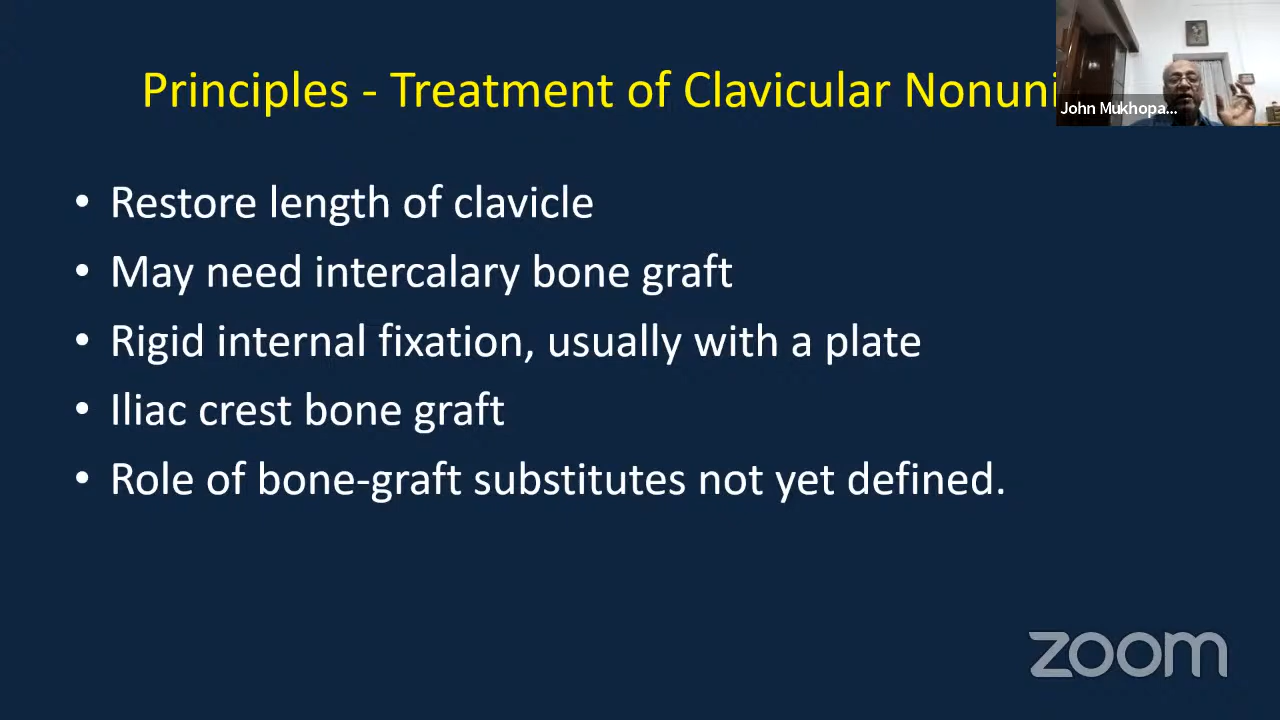 Principles - Treatment of Clavicular Nonuni
John Mukhopa...
• Restore length of clavicle
• May need intercalary bone graft
• Rigid internal fixation, usually with a plate
• Iliac crest bone graft
• Role of bone-graft substitutes not yet defined.
zoom